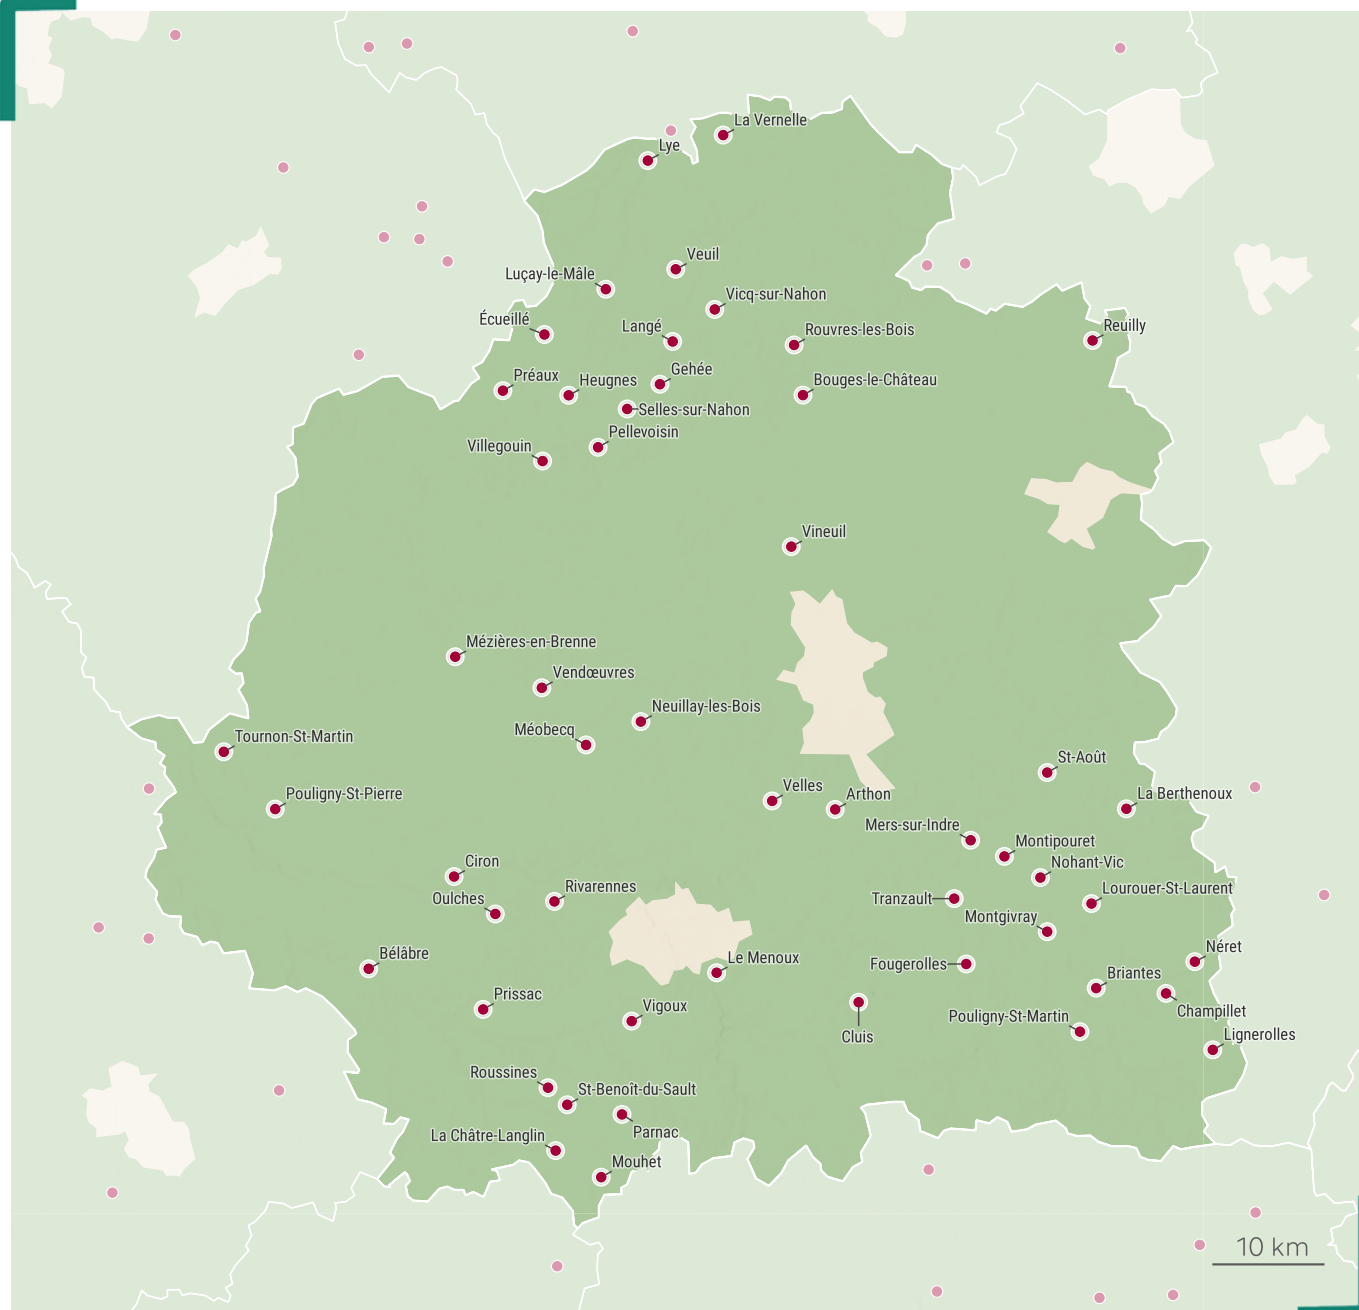 La Vernelle
Lye
Veuil
Luçay-le-Mâle
Vicq-sur-Nahon
Écueillé
Langé
Rouvres-les-Bois
Reuilly
Gehée
Préaux
Heugnes
Bouges-le-Château
Selles-sur-Nahon
Pellevoisin
Villegouin
Vineuil
Mézières-en-Brenne
Vendœuvres
Neuillay-les-Bois
Méobecq
Tournon-St-Martin
St-Août
Velles
Pouligny-St-Pierre
Arthon
La Berthenoux
Mers-sur-Indre
Montipouret
Ciron
Nohant-Vic
Rivarennes
Lourouer-St-Laurent
Oulches
Tranzault
Montgivray
Bélâbre
Néret
Le Menoux
Fougerolles
Briantes
Prissac
Vigoux
Champillet
Pouligny-St-Martin
Cluis
Lignerolles
Roussines
St-Benoît-du-Sault
Parnac
La Châtre-Langlin
Mouhet
10 km